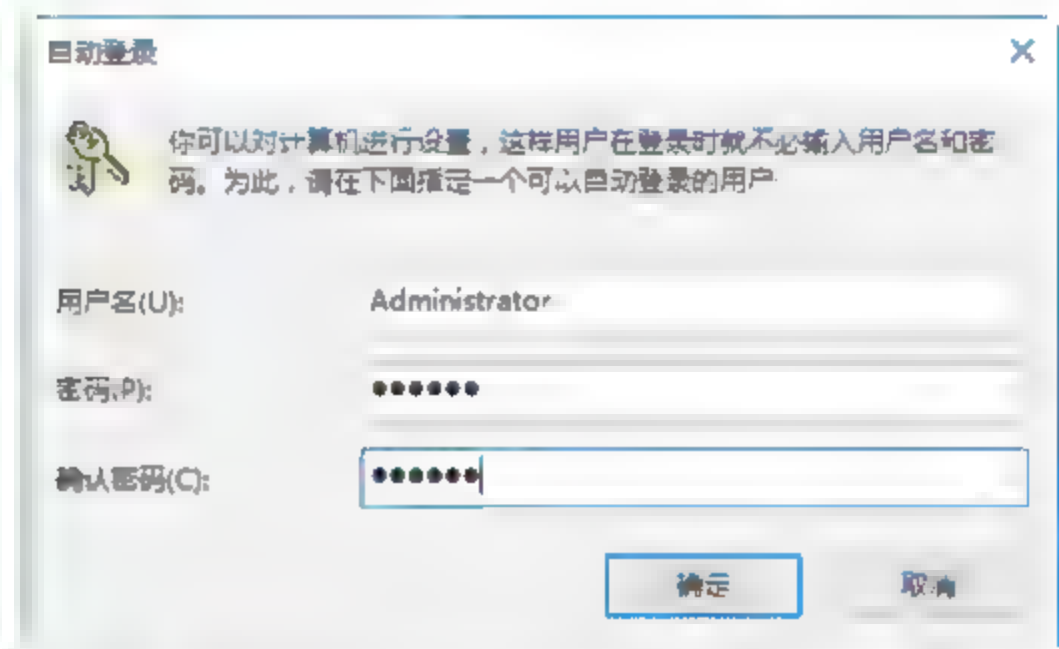 自动登录
你可以对计算机进行设置，这样用户在登录时就不必输入用户名和密
码。为此，请在下面指定一个可以自动登录的用户
用户名(U): Administrator
密码(P): ●●●●●●
确认密码(C): ●●●●●●
确定 取消